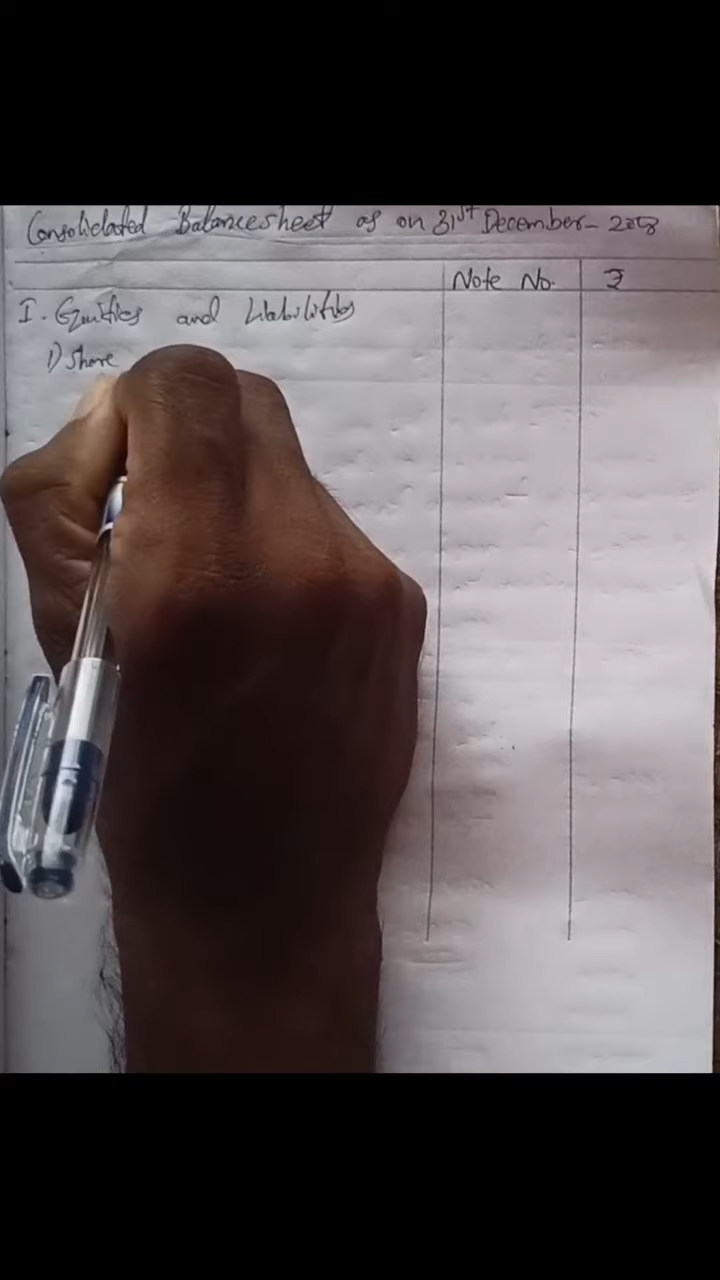 Consolidated Balancesheet as on 31st December - 2018
Note No. ₹
I. Equities and Liabilities
1) Share